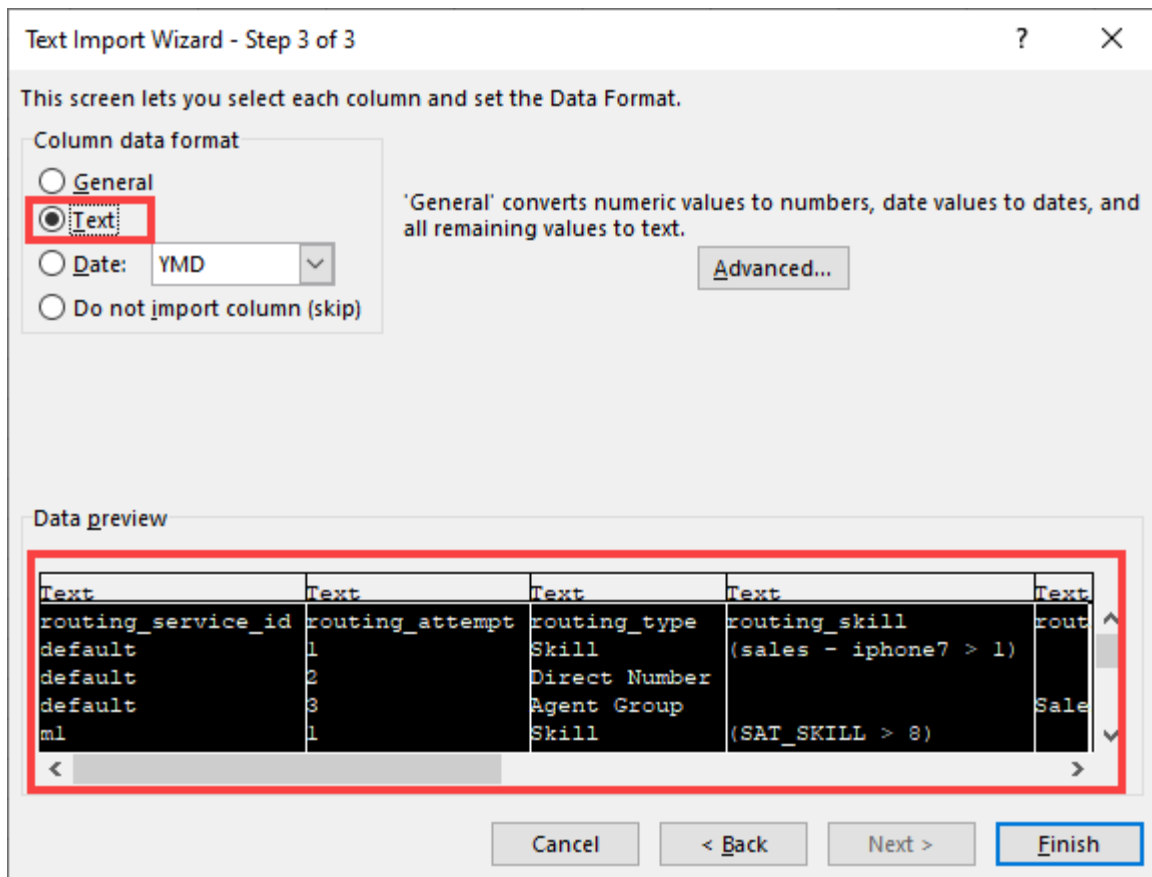 Text Import Wizard - Step 3 of 3 ?
This screen lets you select each column and set the Data Format.
Column data format
General
Text
Date: YMD
Do not import column (skip)
'General' converts numeric values to numbers, date values to dates, and
all remaining values to text.
Advanced...
Data preview
Text Text Text Text Text
routing_service_id routing_attempt routing_type routing_skill rout
default 1 Skill (sales - iphone7 > 1)
default 2 Direct Number
default 3 Agent Group Sale
ml 1 Skill (SAT_SKILL > 8)
Cancel < Back Next > Finish